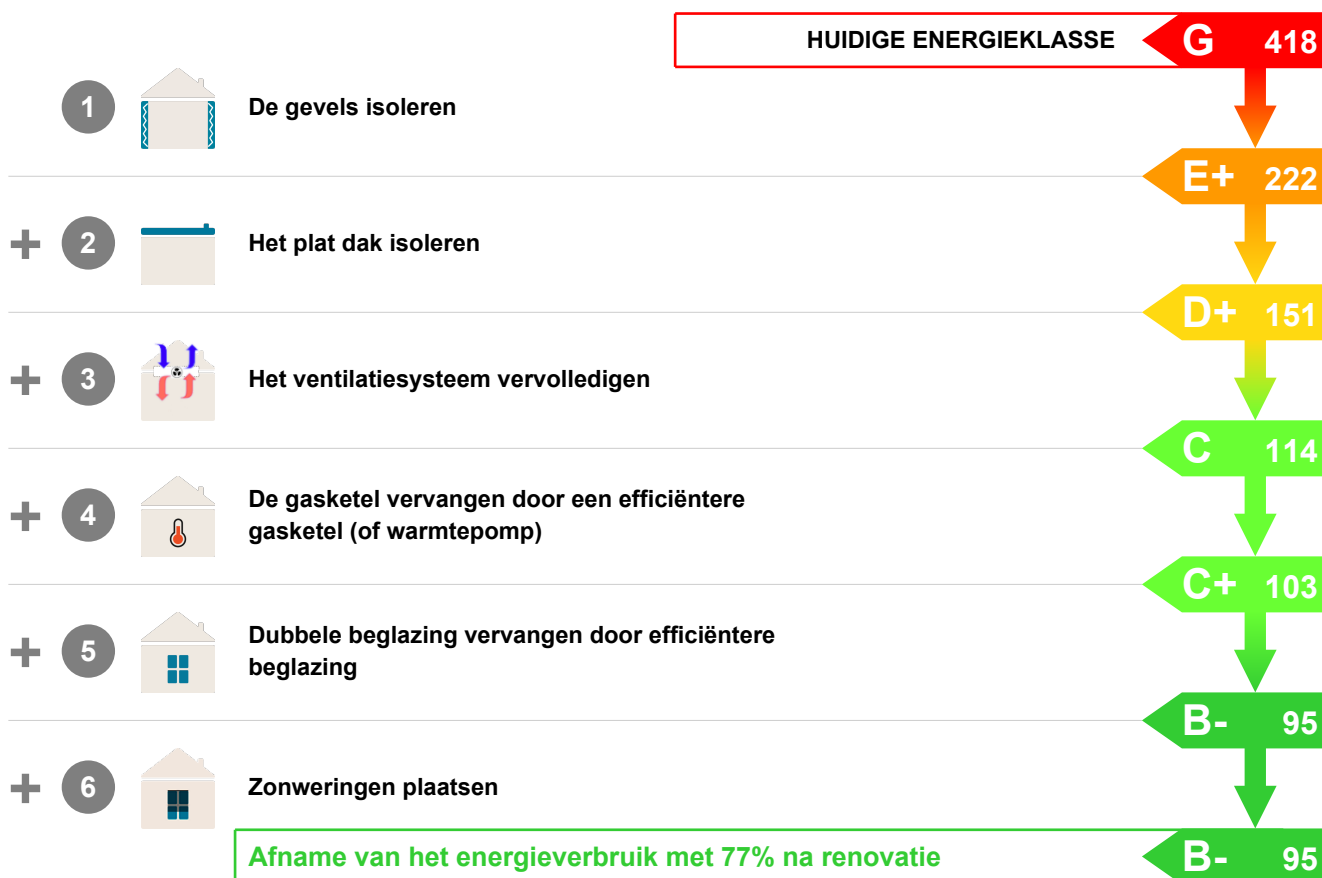 HUIDIGE ENERGIEKLASSE G 418
1 De gevels isoleren
E+ 222
+ 2 Het plat dak isoleren
D+ 151
+ 3 Het ventilatiesysteem vervolledigen
C 114
+ 4 De gasketel vervangen door een efficiëntere
gasketel (of warmtepomp)
C+ 103
+ 5 Dubbele beglazing vervangen door efficiëntere
beglazing
B- 95
+ 6 Zonweringen plaatsen
Afname van het energieverbruik met 77% na renovatie B- 95